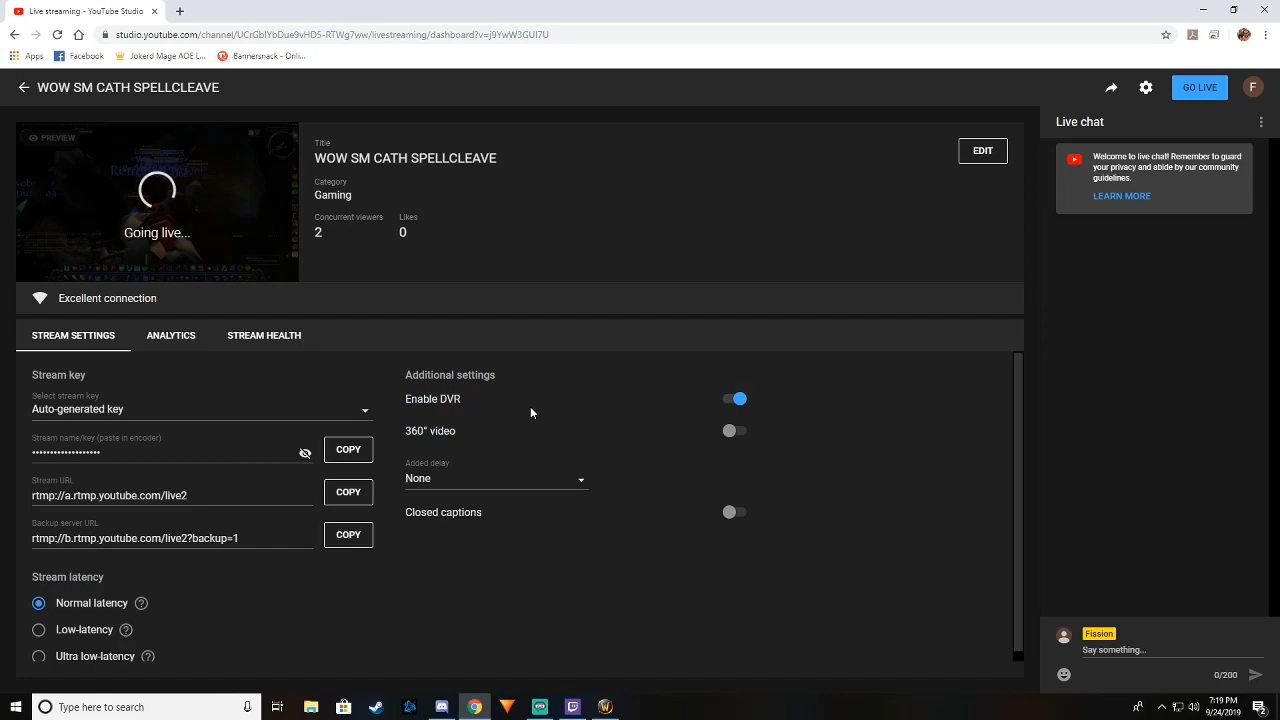 Live streaming - YouTube Studio
studio.youtube.com/channel/UCrGbIYbDue9vHD5-RTWg7ww/livestreaming/dashboard?v=j9YwW3GUI7U
Apps Facebook Jokerd Mage AOE L... Bannersnack - Onli...
WOW SM CATH SPELLCLEAVE
GO LIVE
F
PREVIEW
Going live...
Title
WOW SM CATH SPELLCLEAVE
EDIT
Category
Gaming
Concurrent viewers Likes
2 0
Excellent connection
STREAM SETTINGS ANALYTICS STREAM HEALTH
Stream key
Select stream key
Auto-generated key
Stream name/key (paste in encoder)
•••••••••••••••••••
COPY
Stream URL
rtmp://a.rtmp.youtube.com/live2
COPY
Backup server URL
rtmp://b.rtmp.youtube.com/live2?backup=1
COPY
Stream latency
Normal latency ?
Low-latency ?
Ultra low-latency ?
Additional settings
Enable DVR
360° video
Added delay
None
Closed captions
Live chat
Welcome to live chat! Remember to guard
your privacy and abide by our community
guidelines.
LEARN MORE
Fission
Say something...
0/200
Type here to search
7:19 PM
9/24/2019
2